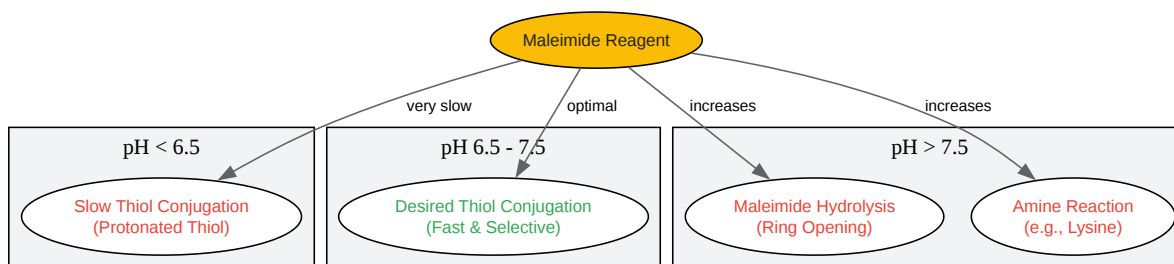 Maleimide Reagent
very slow
optimal
increases
increases
pH < 6.5
pH 6.5 - 7.5
pH > 7.5
Slow Thiol Conjugation
(Protonated Thiol)
Desired Thiol Conjugation
(Fast & Selective)
Maleimide Hydrolysis
(Ring Opening)
Amine Reaction
(e.g., Lysine)